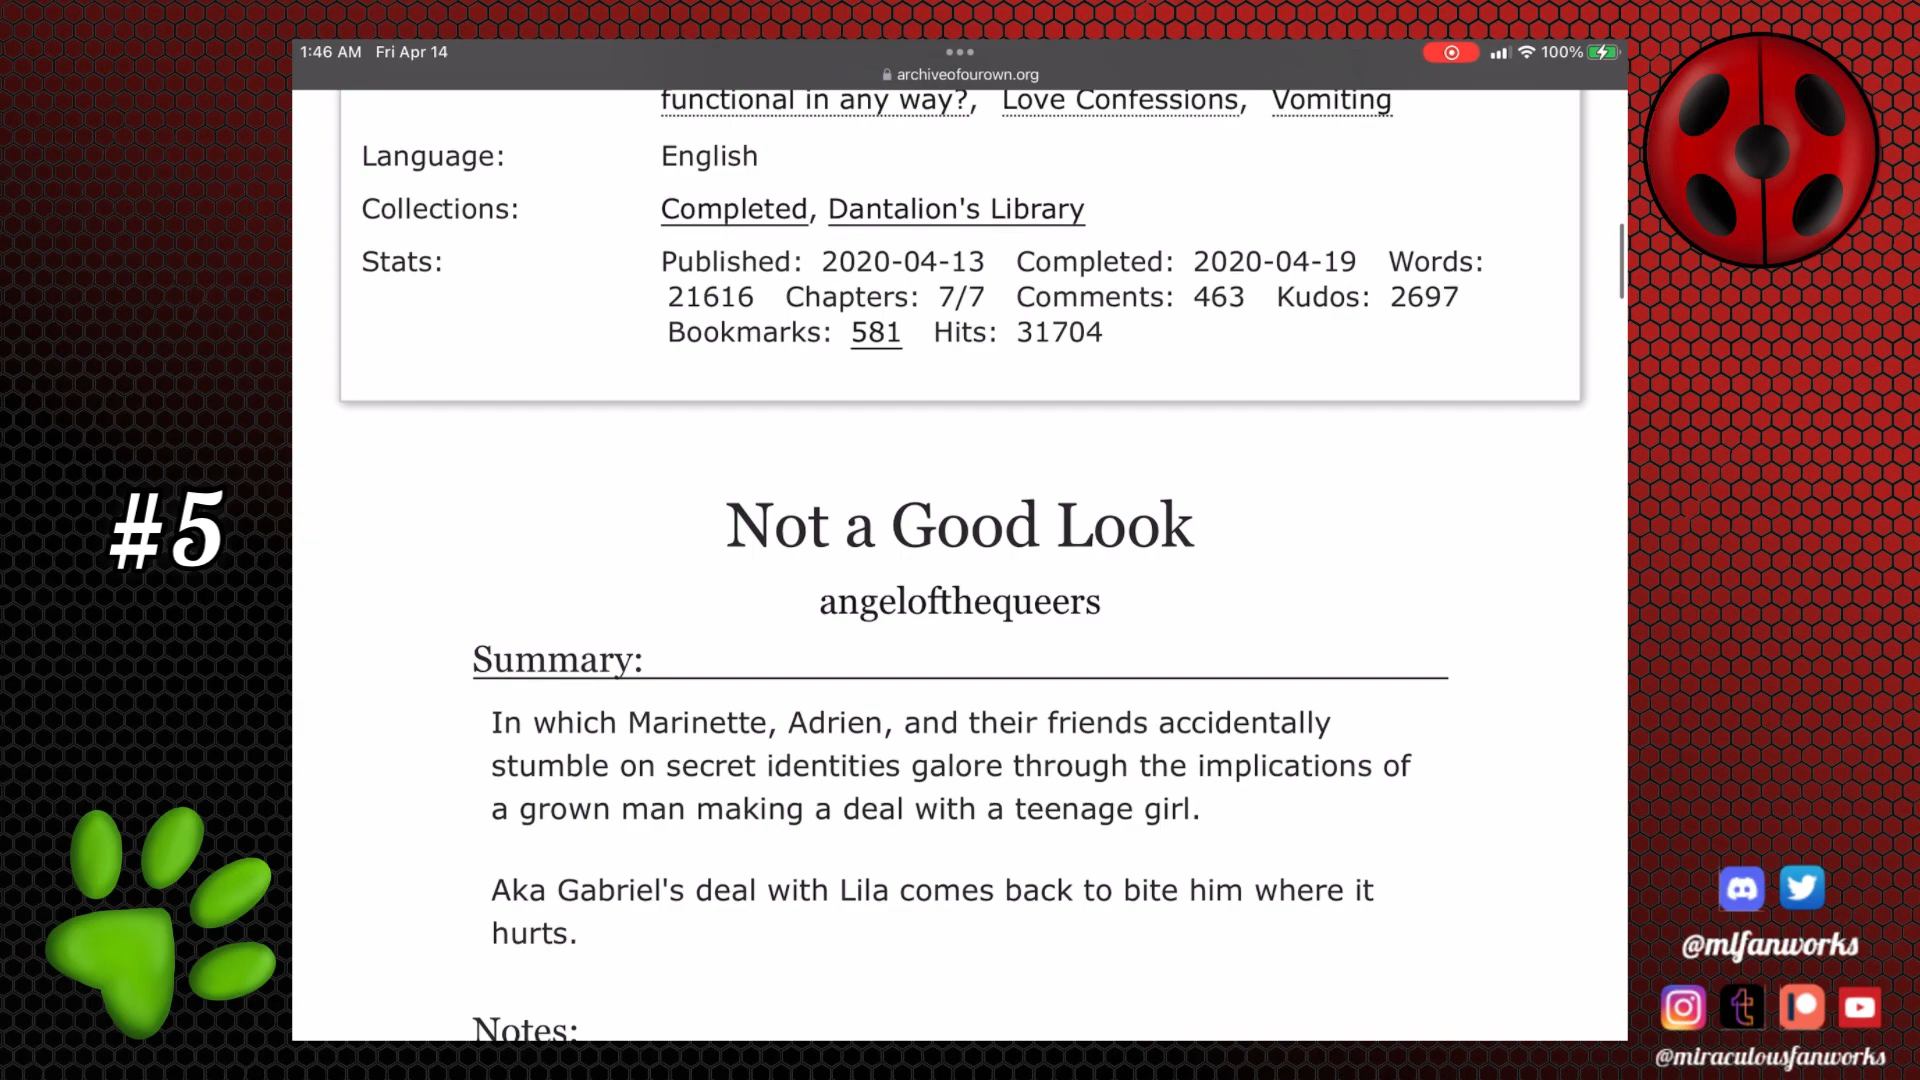 1:46 AM Fri Apr 14
100%
archiveofourown.org
functional in any way?, Love Confessions, Vomiting
Language: English
Collections: Completed, Dantalion's Library
Stats: Published: 2020-04-13 Completed: 2020-04-19 Words:
21616 Chapters: 7/7 Comments: 463 Kudos: 2697
Bookmarks: 581 Hits: 31704
#5
Not a Good Look
angelofthequeers
Summary:
In which Marinette, Adrien, and their friends accidentally
stumble on secret identities galore through the implications of
a grown man making a deal with a teenage girl.
Aka Gabriel's deal with Lila comes back to bite him where it
hurts.
Notes:
@mlfanworks
@miraculousfanworks